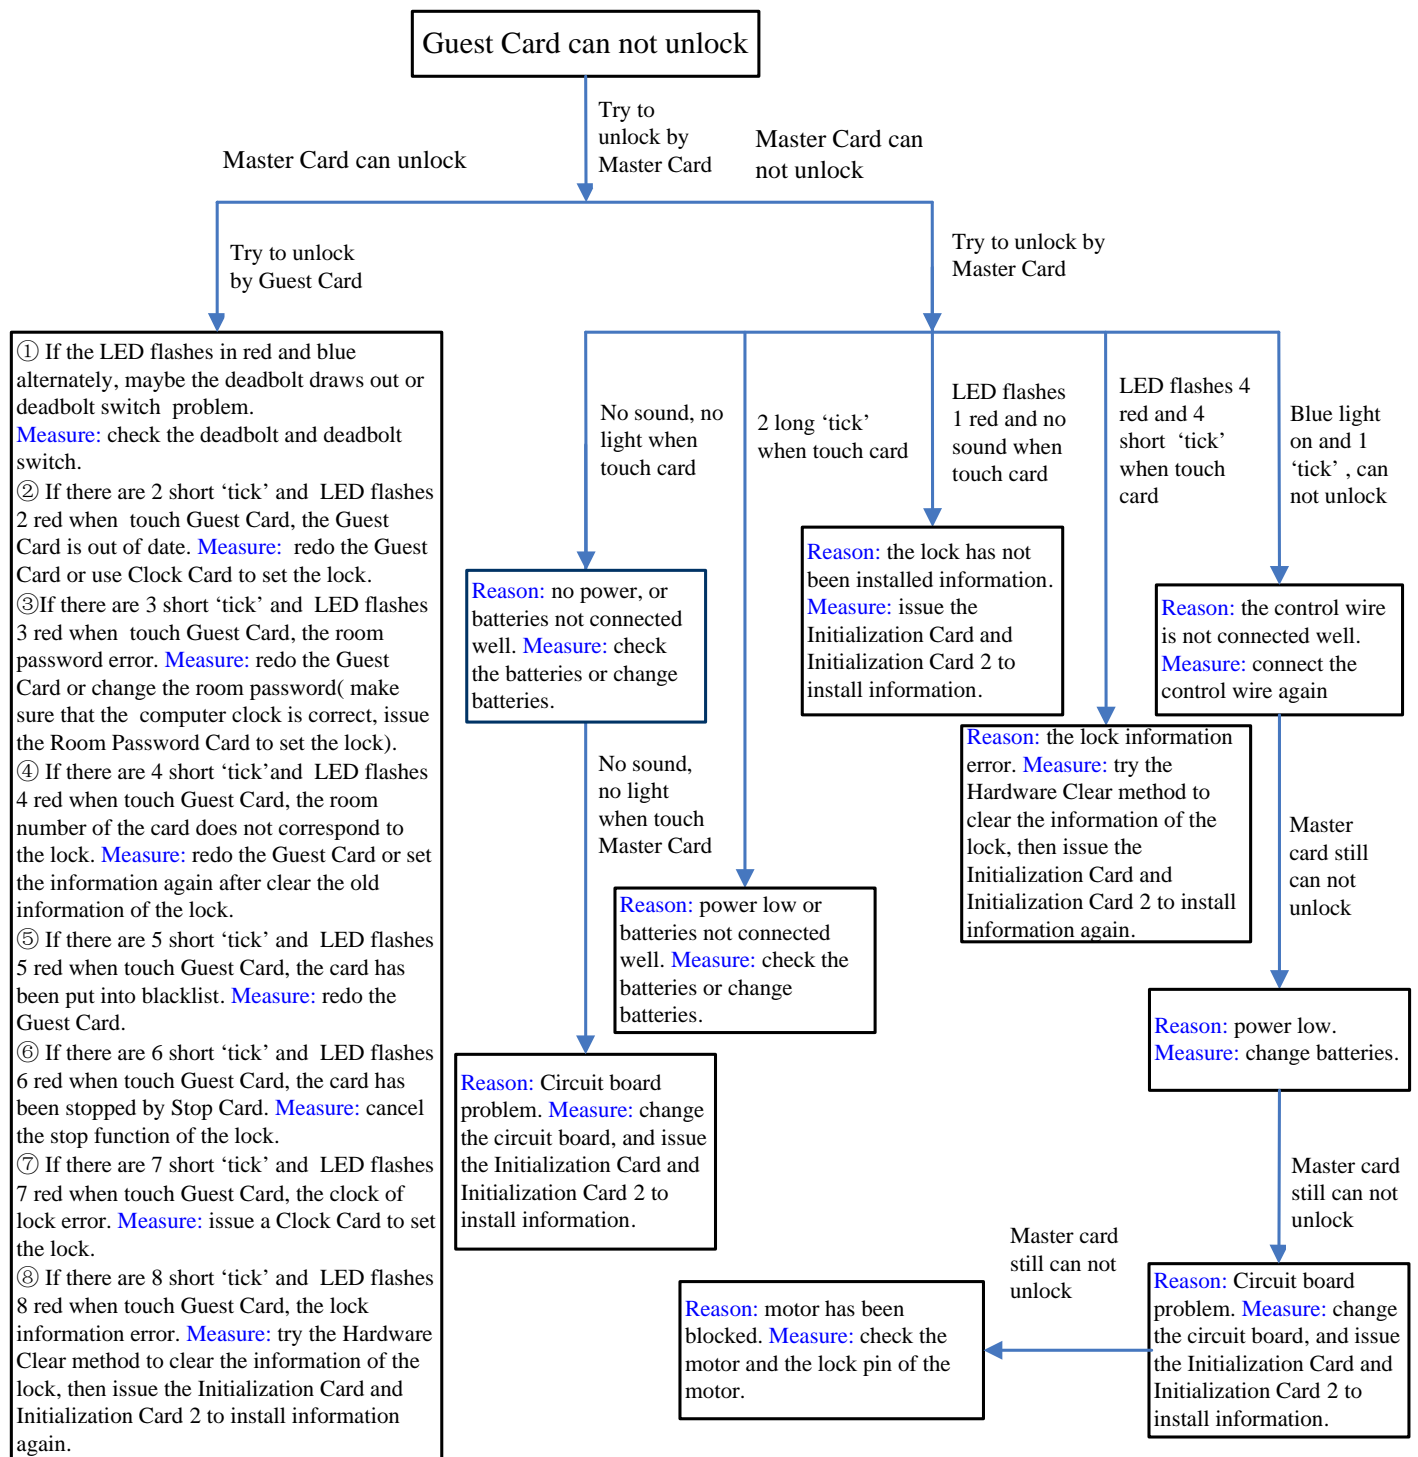 Guest Card can not unlock
Try to
unlock by
Master Card
Master Card can unlock
Master Card can
not unlock
Try to unlock
by Guest Card
Try to unlock by
Master Card
① If the LED flashes in red and blue
alternately, maybe the deadbolt draws out or
deadbolt switch problem.
Measure: check the deadbolt and deadbolt
switch.
② If there are 2 short ‘tick’ and LED flashes
2 red when touch Guest Card, the Guest
Card is out of date. Measure: redo the Guest
Card or use Clock Card to set the lock.
③If there are 3 short ‘tick’ and LED flashes
3 red when touch Guest Card, the room
password error. Measure: redo the Guest
Card or change the room password( make
sure that the computer clock is correct, issue
the Room Password Card to set the lock).
④ If there are 4 short ‘tick’and LED flashes
4 red when touch Guest Card, the room
number of the card does not correspond to
the lock. Measure: redo the Guest Card or set
the information again after clear the old
information of the lock.
⑤ If there are 5 short ‘tick’ and LED flashes
5 red when touch Guest Card, the card has
been put into blacklist. Measure: redo the
Guest Card.
⑥ If there are 6 short ‘tick’ and LED flashes
6 red when touch Guest Card, the card has
been stopped by Stop Card. Measure: cancel
the stop function of the lock.
⑦ If there are 7 short ‘tick’ and LED flashes
7 red when touch Guest Card, the clock of
lock error. Measure: issue a Clock Card to set
the lock.
⑧ If there are 8 short ‘tick’ and LED flashes
8 red when touch Guest Card, the lock
information error. Measure: try the Hardware
Clear method to clear the information of the
lock, then issue the Initialization Card and
Initialization Card 2 to install information
again.
No sound, no
light when
touch card
2 long ‘tick’
when touch card
LED flashes
1 red and no
sound when
touch card
LED flashes 4
red and 4
short ‘tick’
when touch
card
Blue light
on and 1
‘tick’ , can
not unlock
Reason: no power, or
batteries not connected
well. Measure: check
the batteries or change
batteries.
Reason: the lock has not
been installed information.
Measure: issue the
Initialization Card and
Initialization Card 2 to
install information.
Reason: the control wire
is not connected well.
Measure: connect the
control wire again
Reason: the lock information
error. Measure: try the
Hardware Clear method to
clear the information of the
lock, then issue the
Initialization Card and
Initialization Card 2 to install
information again.
No sound,
no light
when touch
Master Card
Master
card still
can not
unlock
Reason: power low or
batteries not connected
well. Measure: check the
batteries or change
batteries.
Reason: power low.
Measure: change batteries.
Reason: Circuit board
problem. Measure: change
the circuit board, and issue
the Initialization Card and
Initialization Card 2 to
install information.
Master card
still can not
unlock
Master card
still can not
unlock
Reason: Circuit board
problem. Measure: change
the circuit board, and issue
the Initialization Card and
Initialization Card 2 to
install information.
Reason: motor has been
blocked. Measure: check the
motor and the lock pin of the
motor.